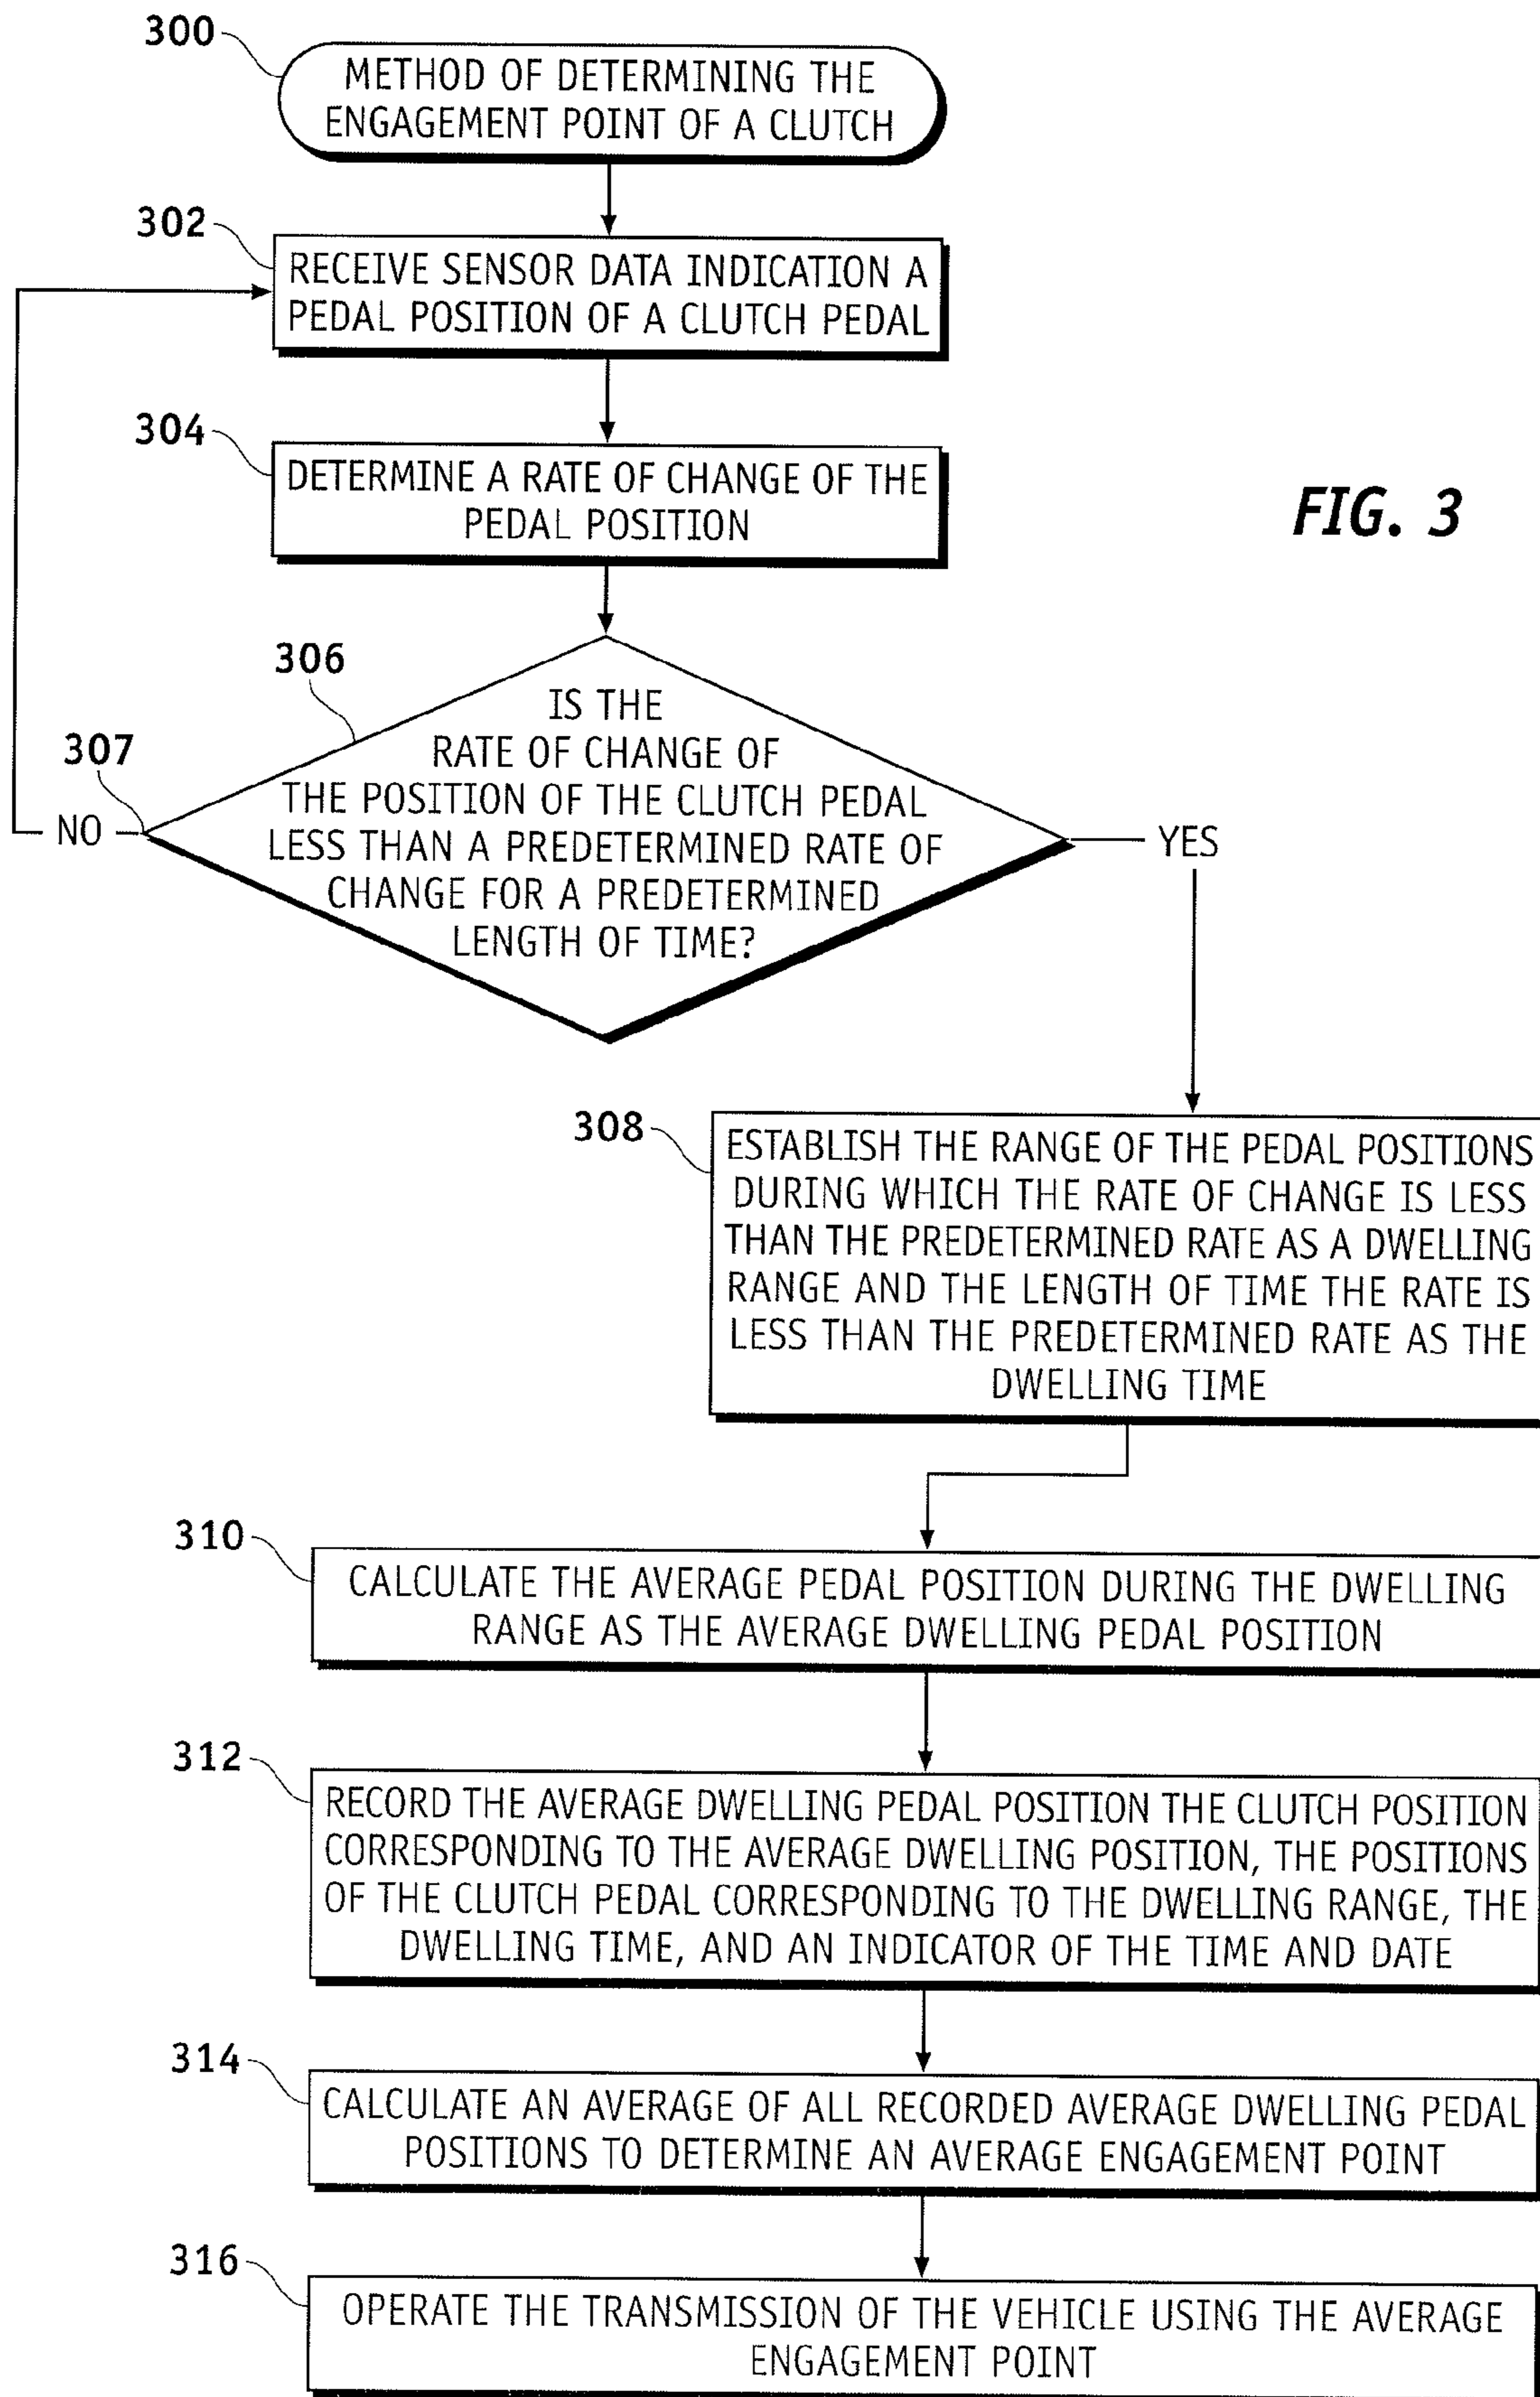 300
METHOD OF DETERMINING THE
ENGAGEMENT POINT OF A CLUTCH
302
RECEIVE SENSOR DATA INDICATION A
PEDAL POSITION OF A CLUTCH PEDAL
304
DETERMINE A RATE OF CHANGE OF THE
PEDAL POSITION
FIG. 3
306
IS THE
RATE OF CHANGE OF
THE POSITION OF THE CLUTCH PEDAL
LESS THAN A PREDETERMINED RATE OF
CHANGE FOR A PREDETERMINED
LENGTH OF TIME?
307
NO
YES
308
ESTABLISH THE RANGE OF THE PEDAL POSITIONS
DURING WHICH THE RATE OF CHANGE IS LESS
THAN THE PREDETERMINED RATE AS A DWELLING
RANGE AND THE LENGTH OF TIME THE RATE IS
LESS THAN THE PREDETERMINED RATE AS THE
DWELLING TIME
310
CALCULATE THE AVERAGE PEDAL POSITION DURING THE DWELLING
RANGE AS THE AVERAGE DWELLING PEDAL POSITION
312
RECORD THE AVERAGE DWELLING PEDAL POSITION THE CLUTCH POSITION
CORRESPONDING TO THE AVERAGE DWELLING POSITION, THE POSITIONS
OF THE CLUTCH PEDAL CORRESPONDING TO THE DWELLING RANGE, THE
DWELLING TIME, AND AN INDICATOR OF THE TIME AND DATE
314
CALCULATE AN AVERAGE OF ALL RECORDED AVERAGE DWELLING PEDAL
POSITIONS TO DETERMINE AN AVERAGE ENGAGEMENT POINT
316
OPERATE THE TRANSMISSION OF THE VEHICLE USING THE AVERAGE
ENGAGEMENT POINT